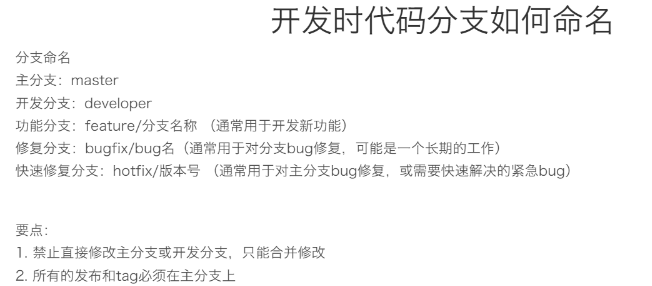 开发时代码分支如何命名
分支命名
主分支：master
开发分支：developer
功能分支：feature/分支名称 （通常用于开发新功能）
修复分支：bugfix/bug名（通常用于对分支bug修复，可能是一个长期的工作）
快速修复分支：hotfix/版本号 （通常用于对主分支bug修复，或需要快速解决的紧急bug）
要点：
1. 禁止直接修改主分支或开发分支，只能合并修改
2. 所有的发布和tag必须在主分支上